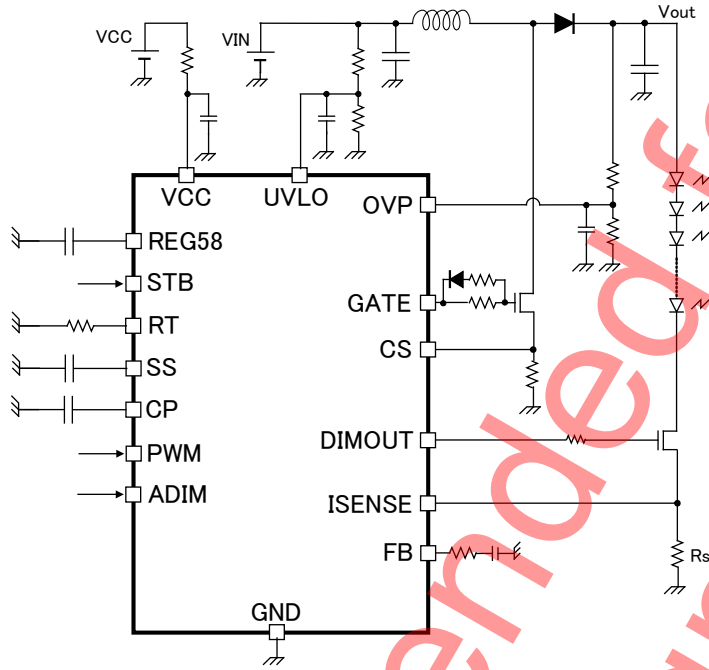 Vout
VCC
VIN
VCC
UVLO
OVP
REG58
STB
GATE
RT
CS
SS
CP
DIMOUT
PWM
ADIM
ISENSE
FB
Rs
GND